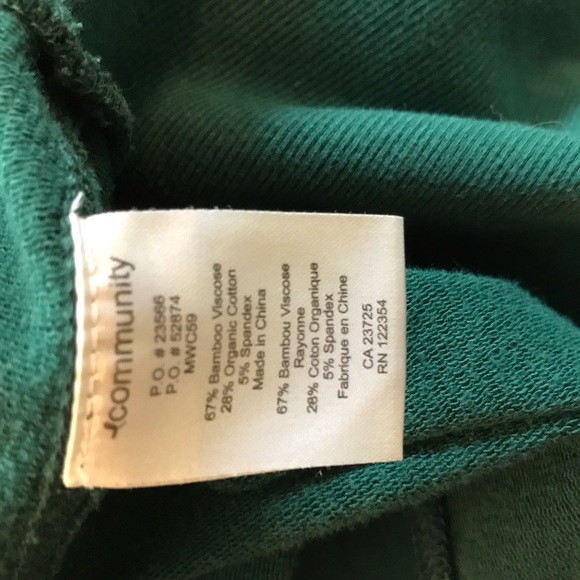 community
P.O. # 23566
P.O. # 52874
MWC59
67% Bamboo Viscose
28% Organic Cotton
5% Spandex
Made in China
67% Bambou Viscose
Rayonne
28% Coton Organique
5% Spandex
Fabrique en Chine
CA 23725
RN 122354